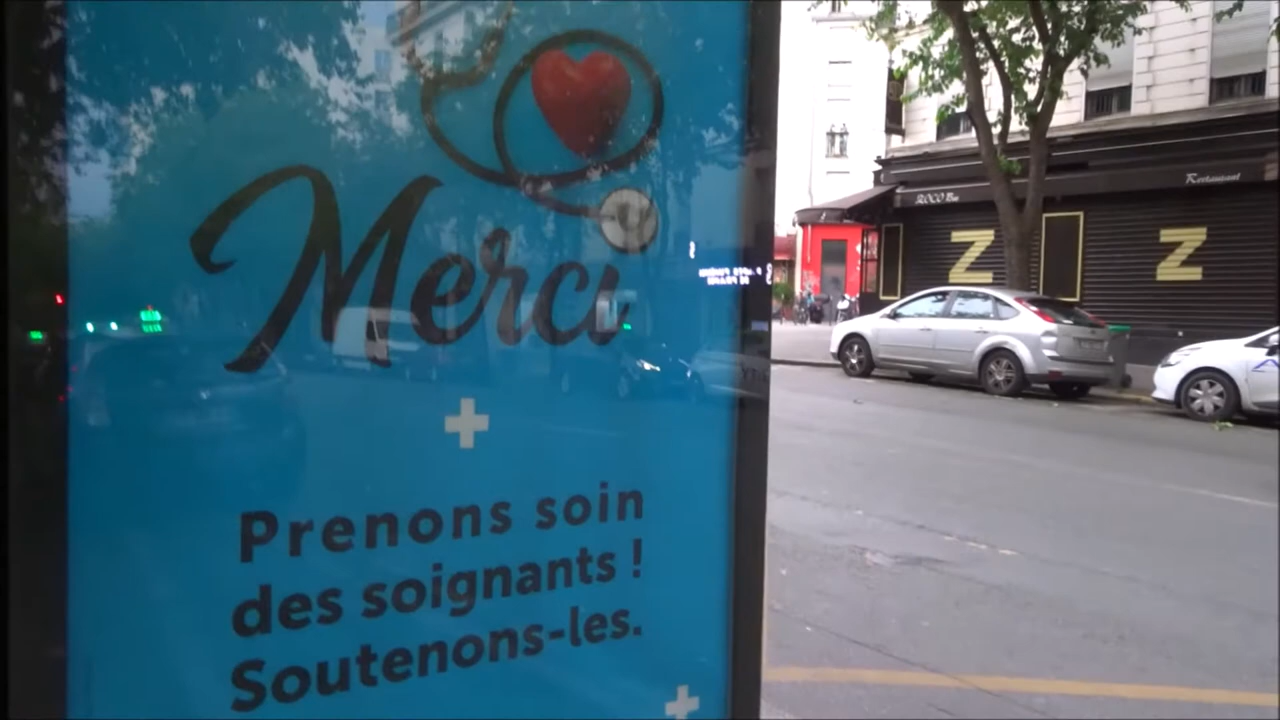 Merci
Prenons soin
des soignants !
Soutenons-les.
Restaurant
Z
Z